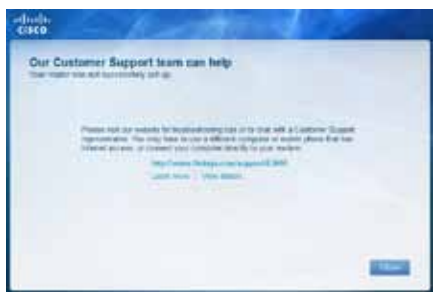 CISCO
Our Customer Support team can help
Your router was not successfully set up.
Please visit our website for troubleshooting tips or to chat with a Customer Support
representative. You may need to use a different computer or mobile phone that has
Internet access, or connect your computer directly to your modem.
Learn more | View details